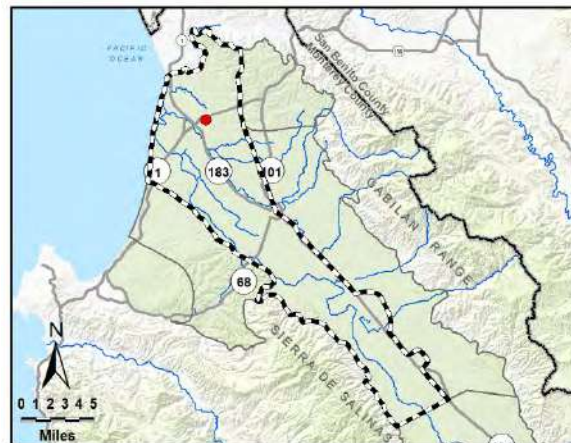 PACIFIC
OCEAN
1
San Benito County
Monterey County
1
183
101
GABILAN RANGE
68
SIERRA DE SALINAS
N
0 1 2 3 4 5
Miles